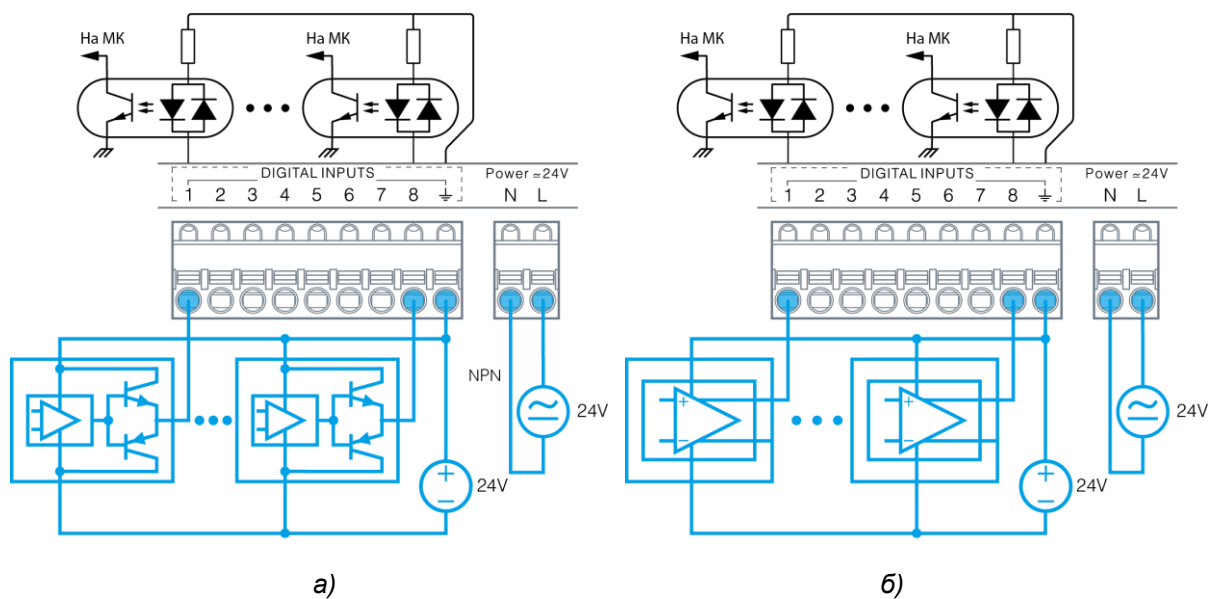 На МК На МК На МК На МК
DIGITAL INPUTS Power ≃24V DIGITAL INPUTS Power ≃24V
1 2 3 4 5 6 7 8 ⏚ N L 1 2 3 4 5 6 7 8 ⏚ N L
NPN
24V 24V
+ − + −
+ +
24V 24V
− −
а) б)